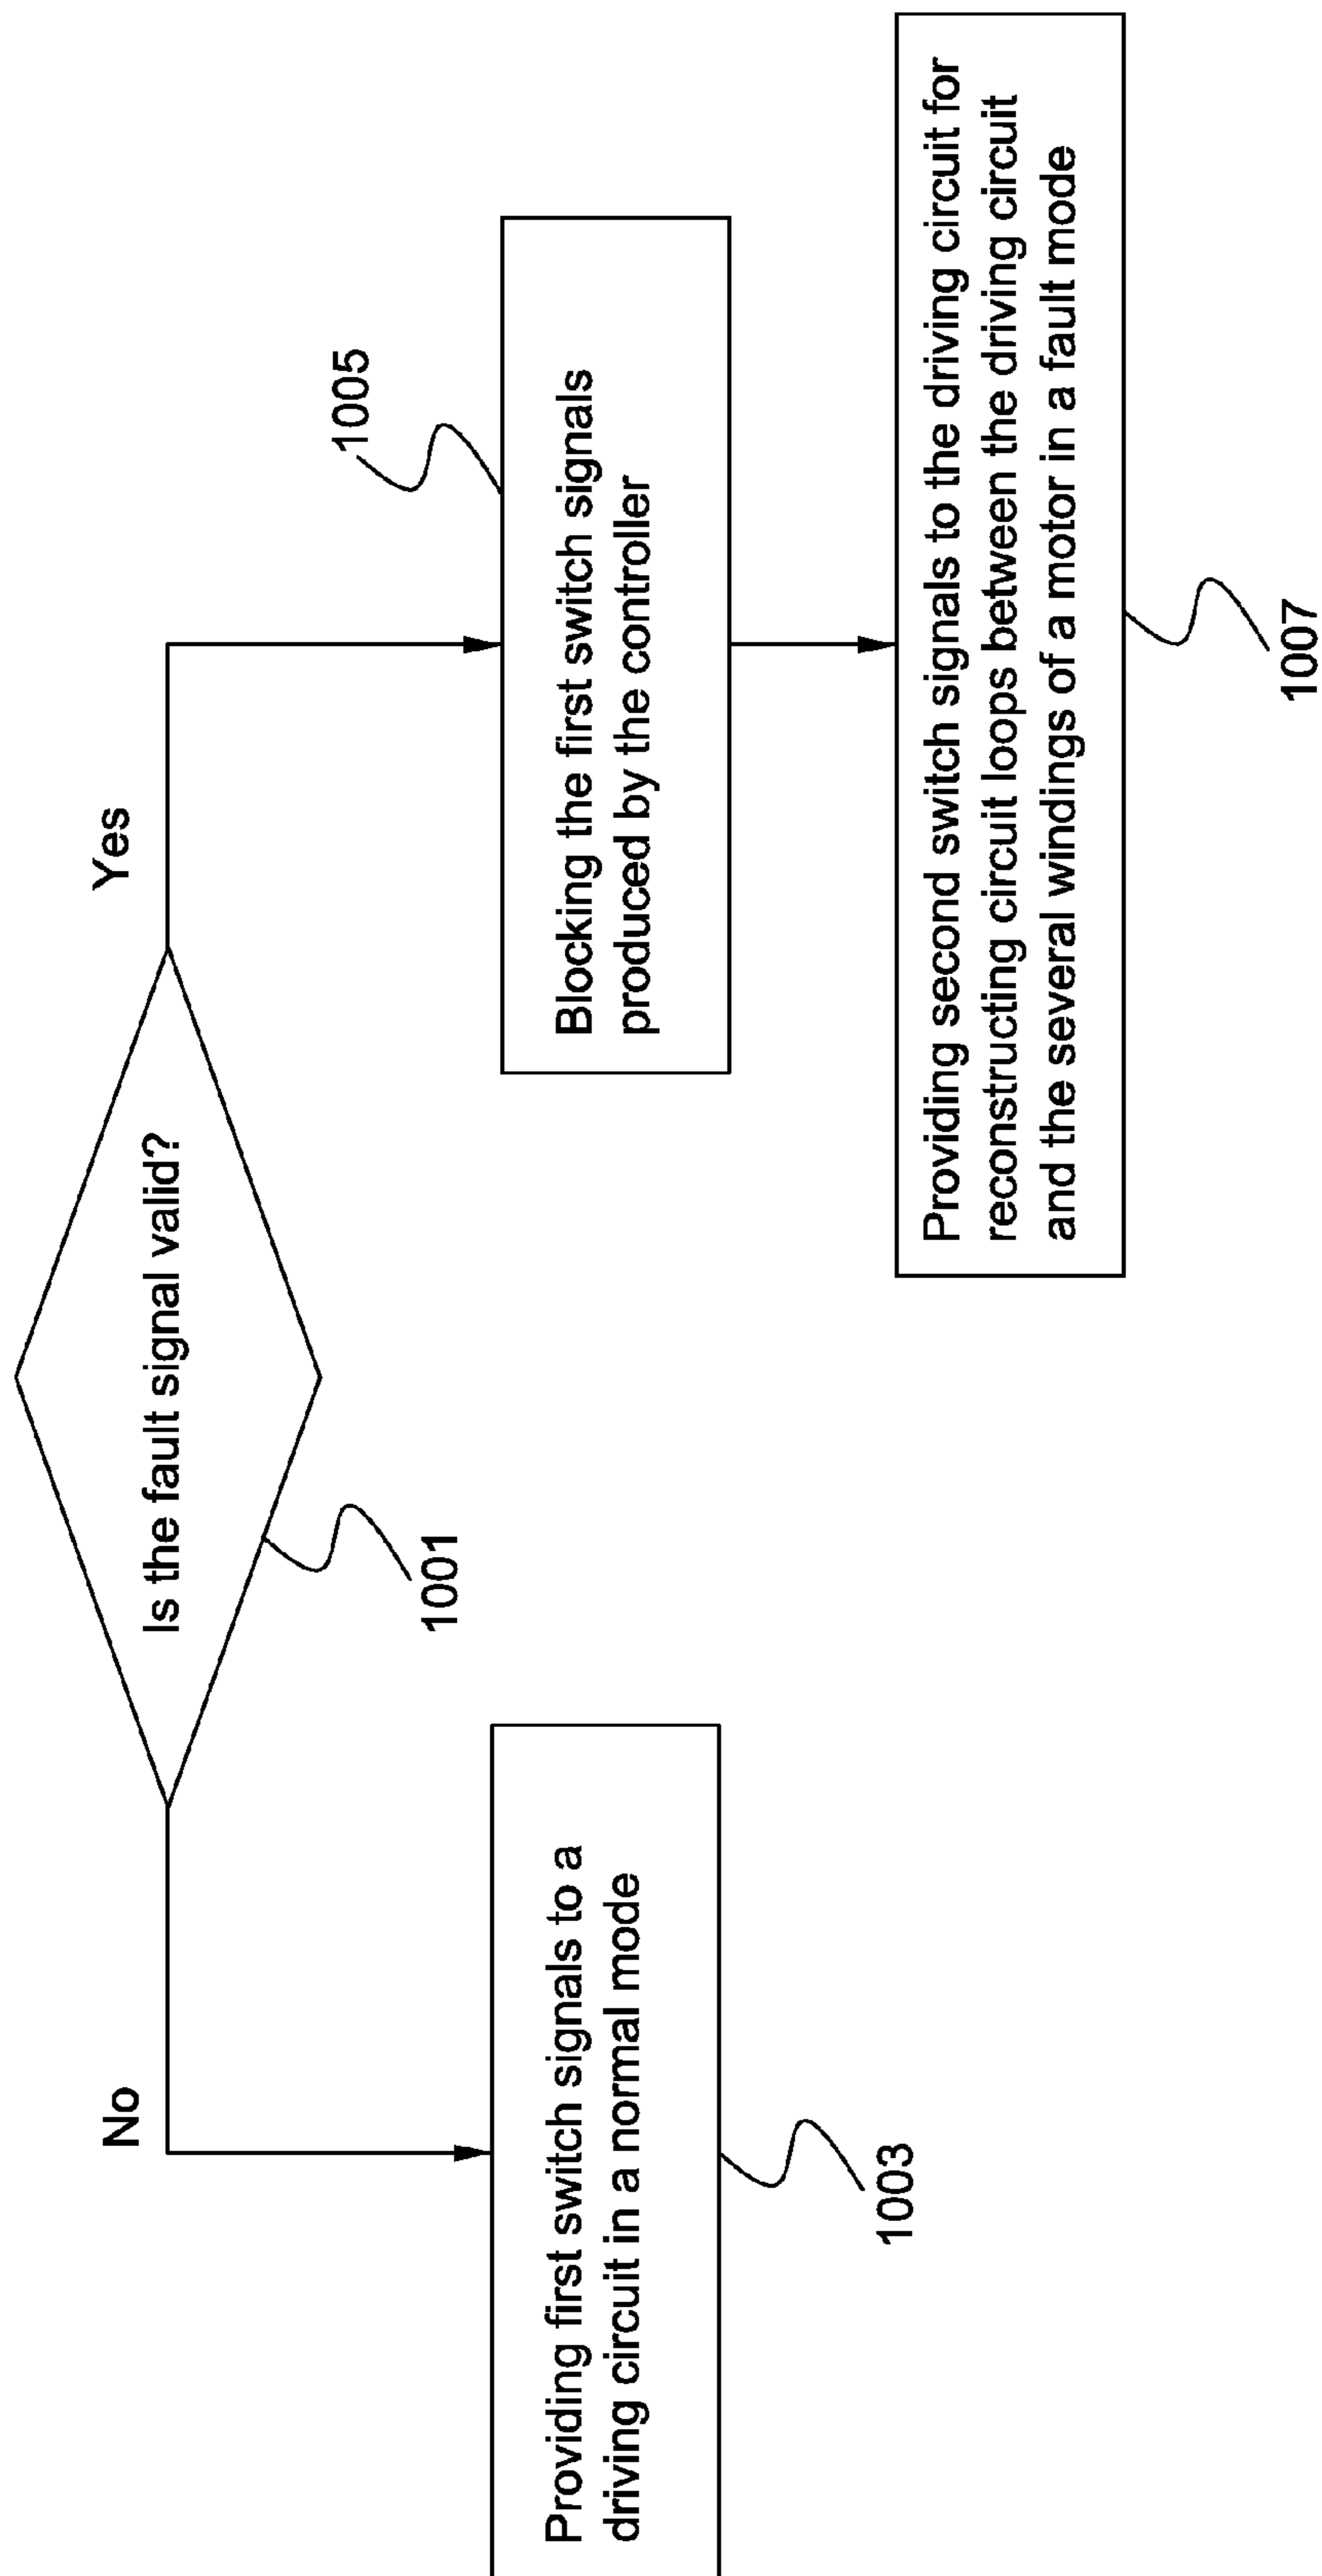 Is the fault signal valid?
1001
No
Yes
Providing first switch signals to a
driving circuit in a normal mode
1003
1005
Blocking the first switch signals
produced by the controller
Providing second switch signals to the driving circuit for
reconstructing circuit loops between the driving circuit
and the several windings of a motor in a fault mode
1007